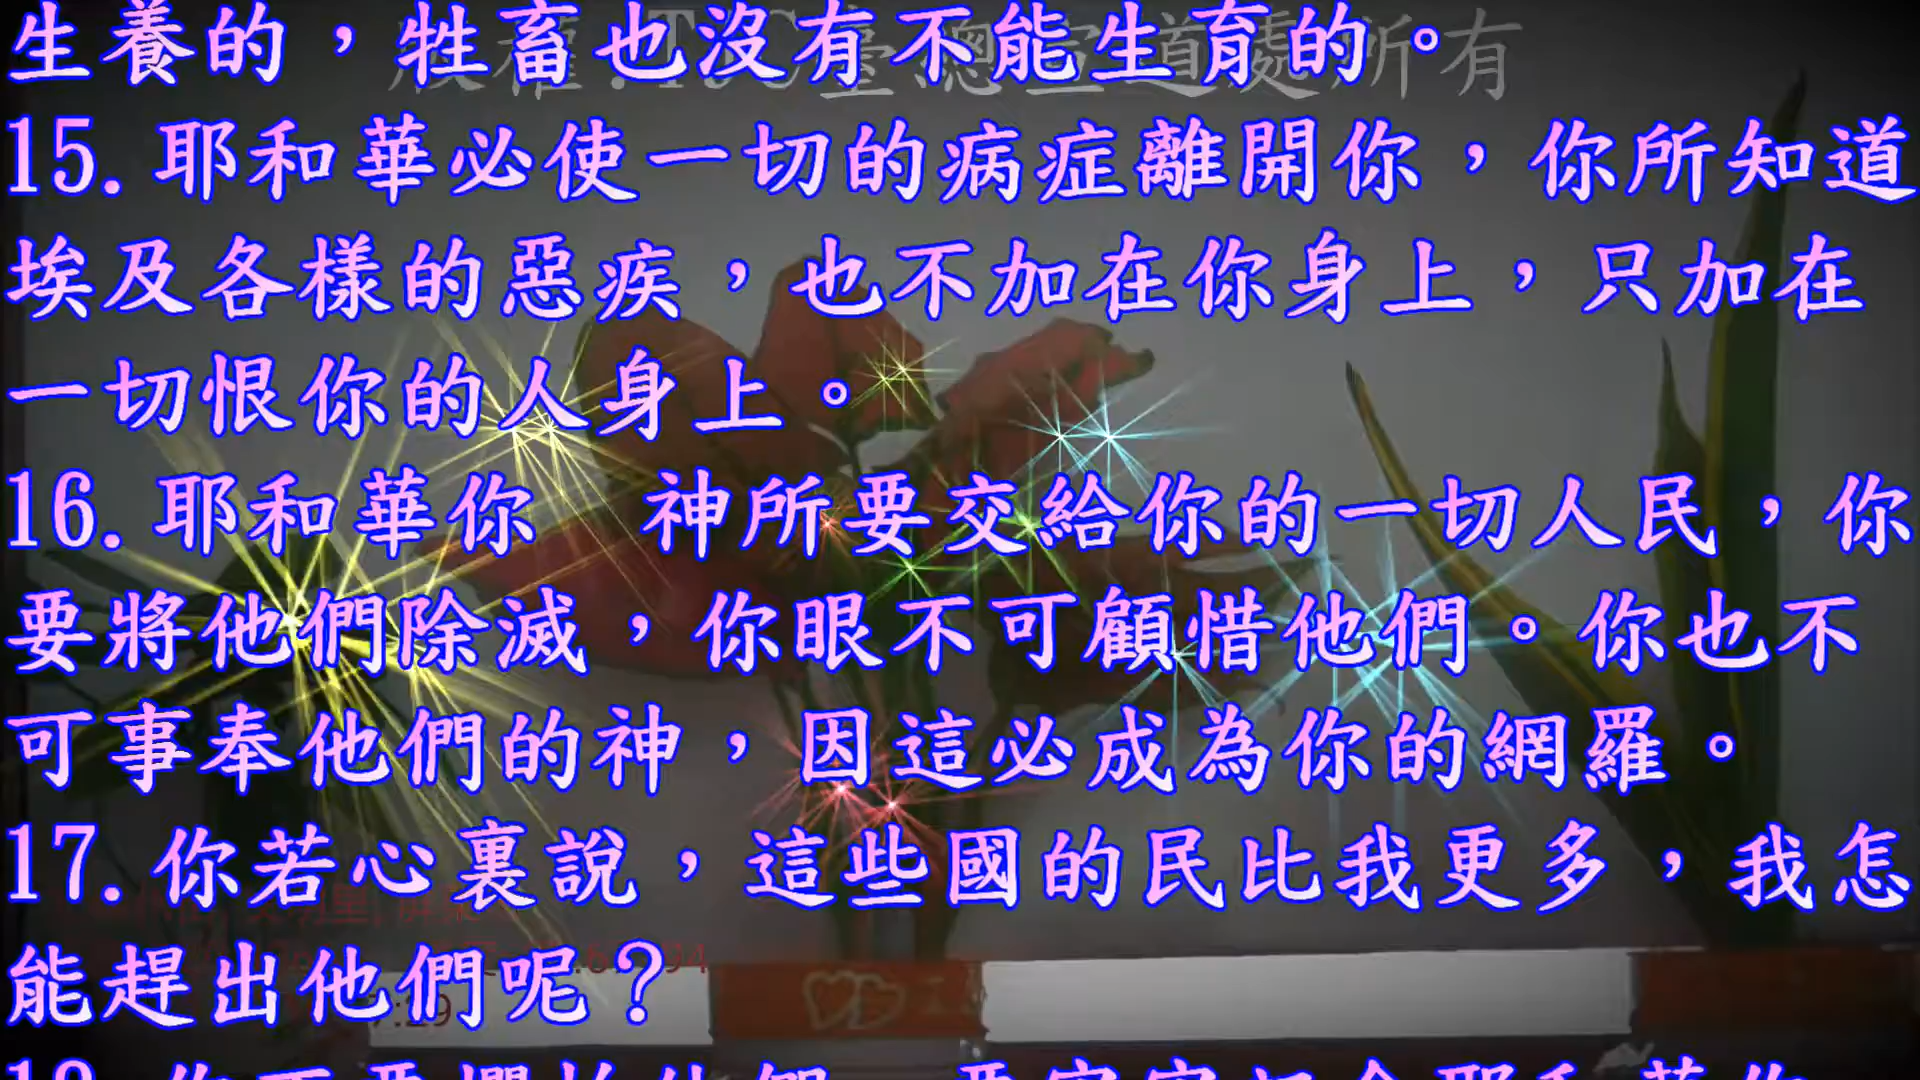 生養的，牲畜也沒有不能生育的。
15.耶和華必使一切的病症離開你，你所知道
埃及各樣的惡疾，也不加在你身上，只加在
一切恨你的人身上。
16.耶和華你　神所要交給你的一切人民，你
要將他們除滅，你眼不可顧惜他們。你也不
可事奉他們的神，因這必成為你的網羅。
17.你若心裏說，這些國的民比我更多，我怎
能趕出他們呢？